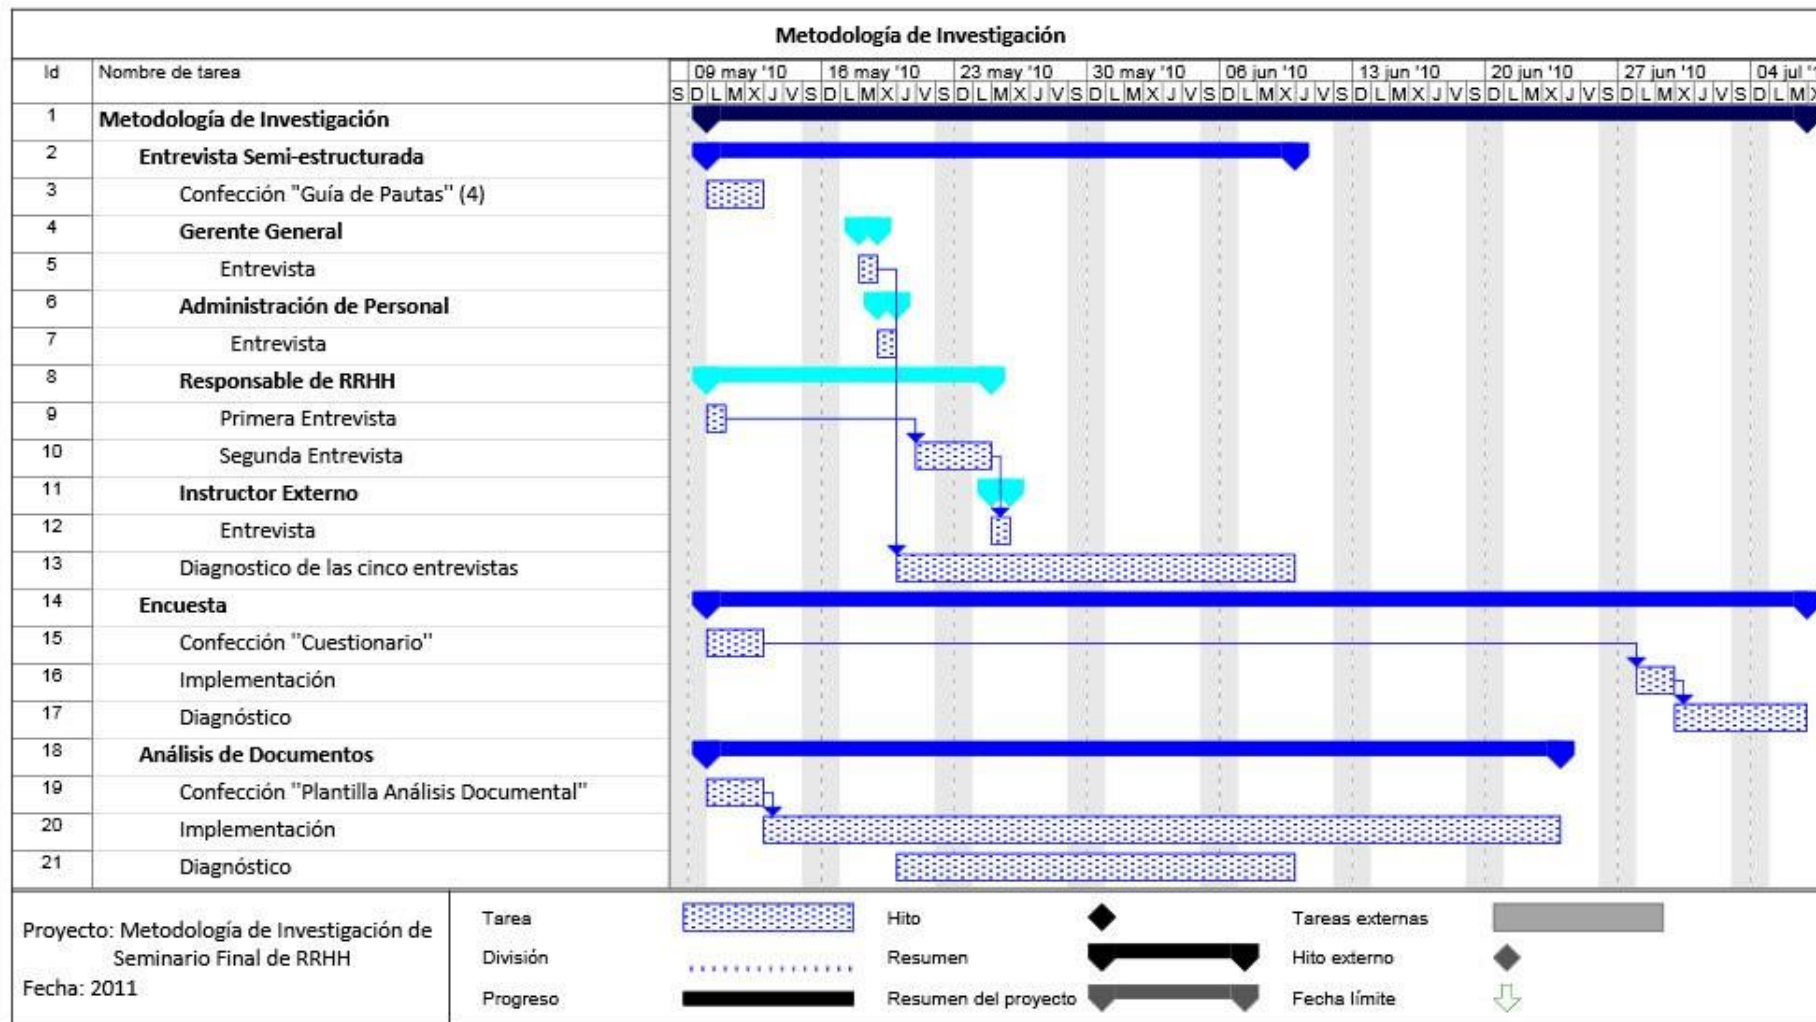 Metodología de Investigación
Id Nombre de tarea 09 may '10 16 may '10 23 may '10 30 may '10 06 jun '10 13 jun '10 20 jun '10 27 jun '10 04 jul '1
S D L M X J V S D L M X J V S D L M X J V S D L M X J V S D L M X J V S D L M X J V S D L M X J V S D L M X J V S D L M X
1 Metodología de Investigación
2 Entrevista Semi-estructurada
3 Confección "Guía de Pautas" (4)
4 Gerente General
5 Entrevista
6 Administración de Personal
7 Entrevista
8 Responsable de RRHH
9 Primera Entrevista
10 Segunda Entrevista
11 Instructor Externo
12 Entrevista
13 Diagnostico de las cinco entrevistas
14 Encuesta
15 Confección "Cuestionario"
16 Implementación
17 Diagnóstico
18 Análisis de Documentos
19 Confección "Plantilla Análisis Documental"
20 Implementación
21 Diagnóstico
Proyecto: Metodología de Investigación de
Seminario Final de RRHH
Fecha: 2011
Tarea Hito Tareas externas
División Resumen Hito externo
Progreso Resumen del proyecto Fecha límite